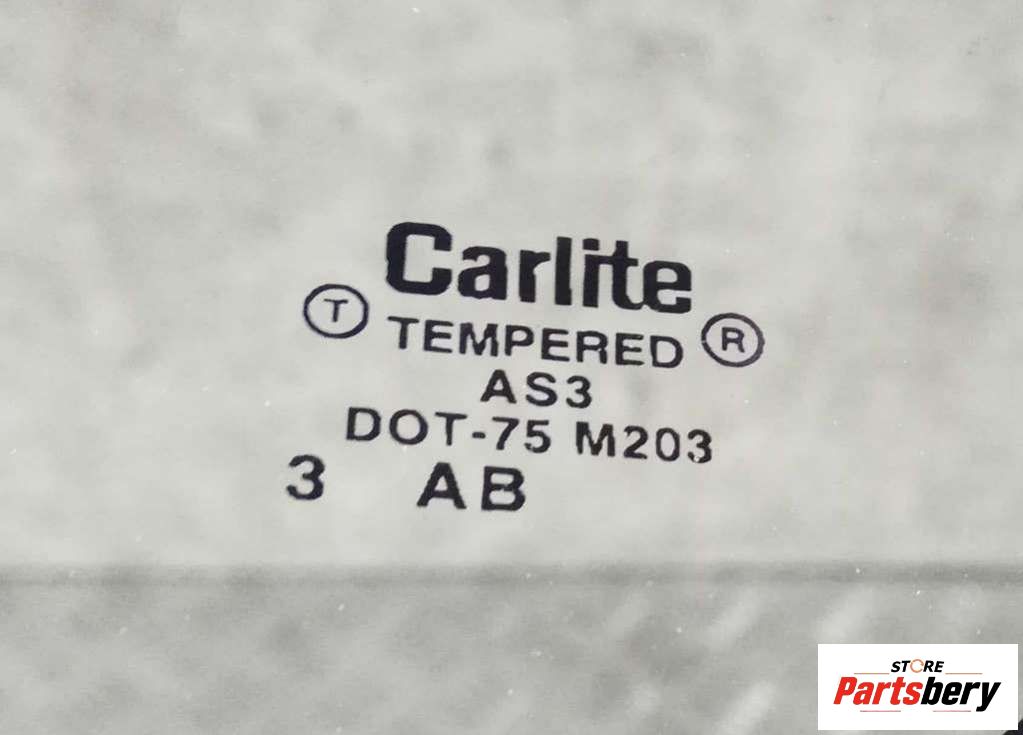 Carlite
T TEMPERED R
AS3
DOT-75 M203
3 AB
STORE
Partsbery